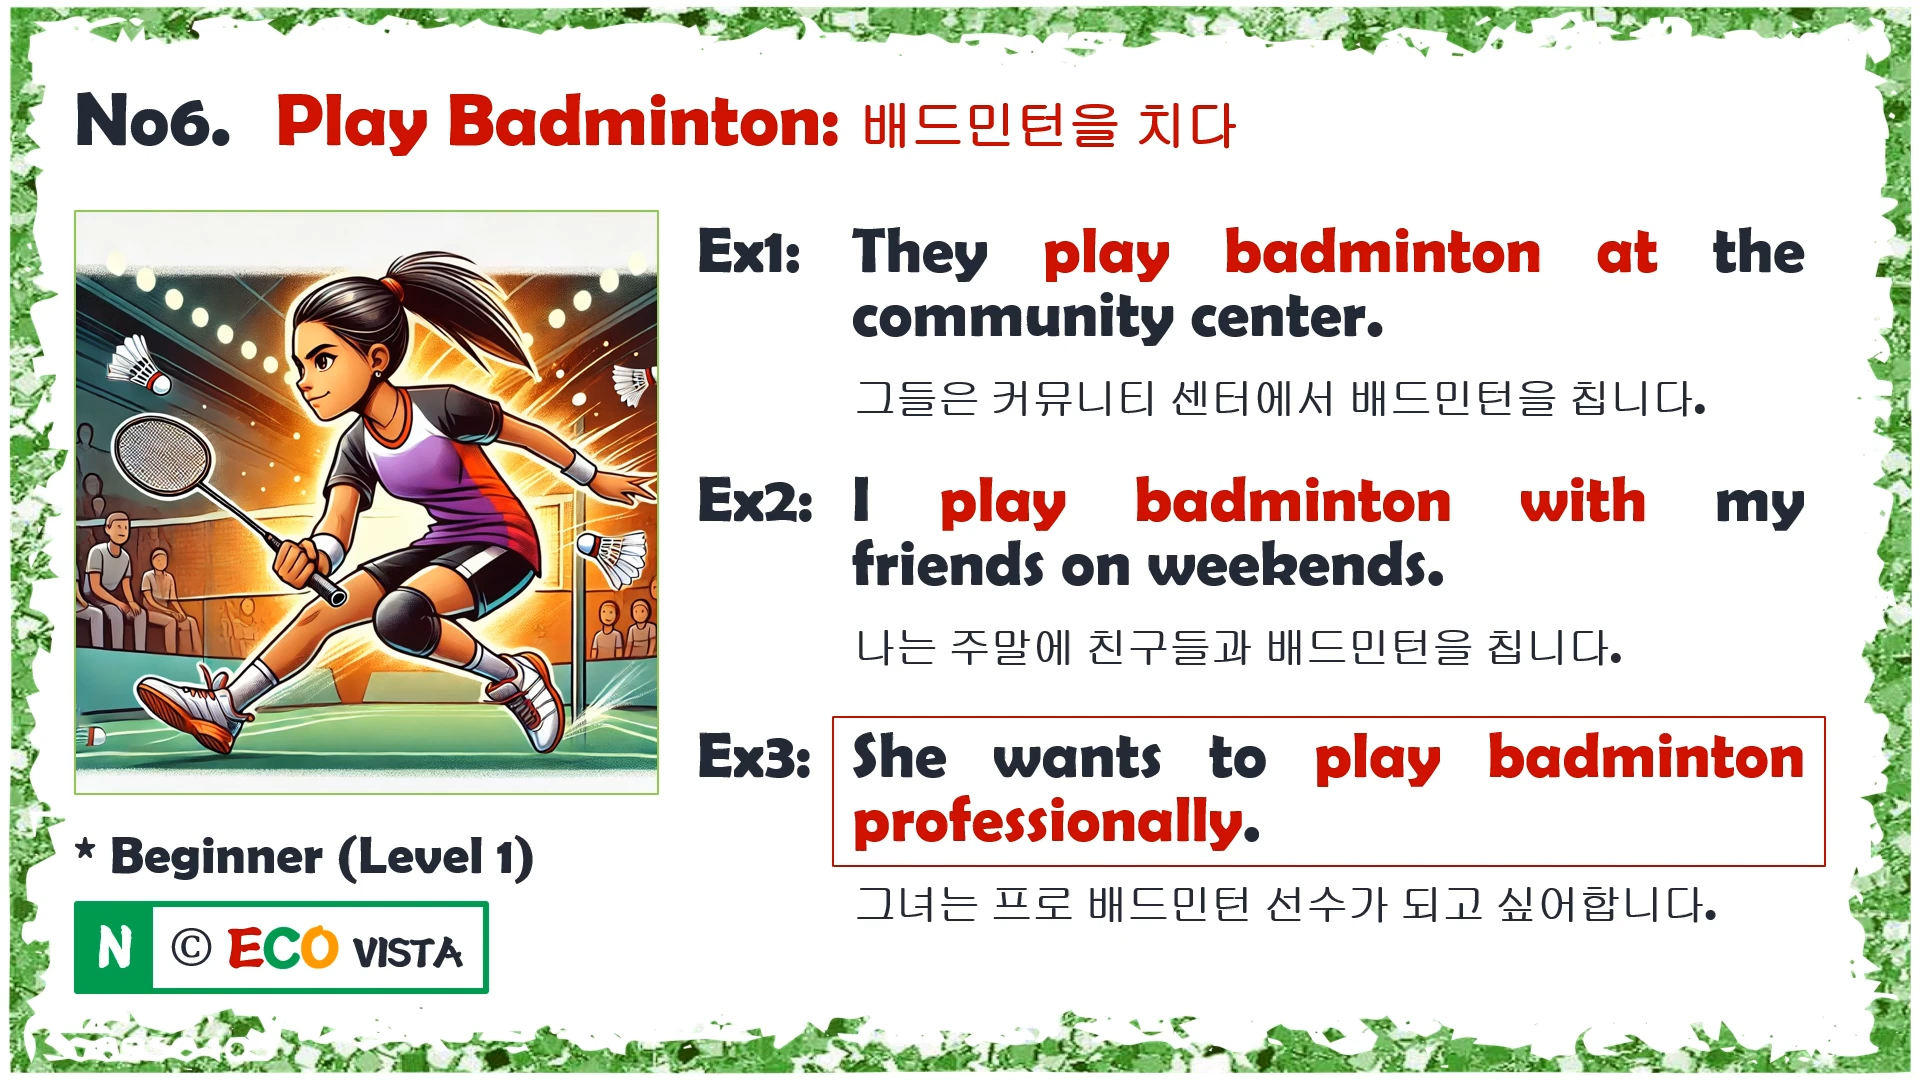 No6. Play Badminton: 배드민턴을 치다
Ex1: They play badminton at the
community center.
그들은 커뮤니티 센터에서 배드민턴을 칩니다.
Ex2: I play badminton with my
friends on weekends.
나는 주말에 친구들과 배드민턴을 칩니다.
Ex3: She wants to play badminton
professionally.
그녀는 프로 배드민턴 선수가 되고 싶어합니다.
* Beginner (Level 1)
N © ECO VISTA